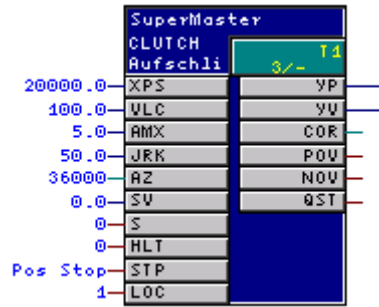 SuperMaster
CLUTCH T1
Aufschli 3/-
20000.0 XPS YP
100.0 VLC YV
5.0 AMX COR
50.0 JRK POV
36000 AZ NOV
0.0 SV QST
0 S
0 HLT
Pos Stop STP
1 LOC